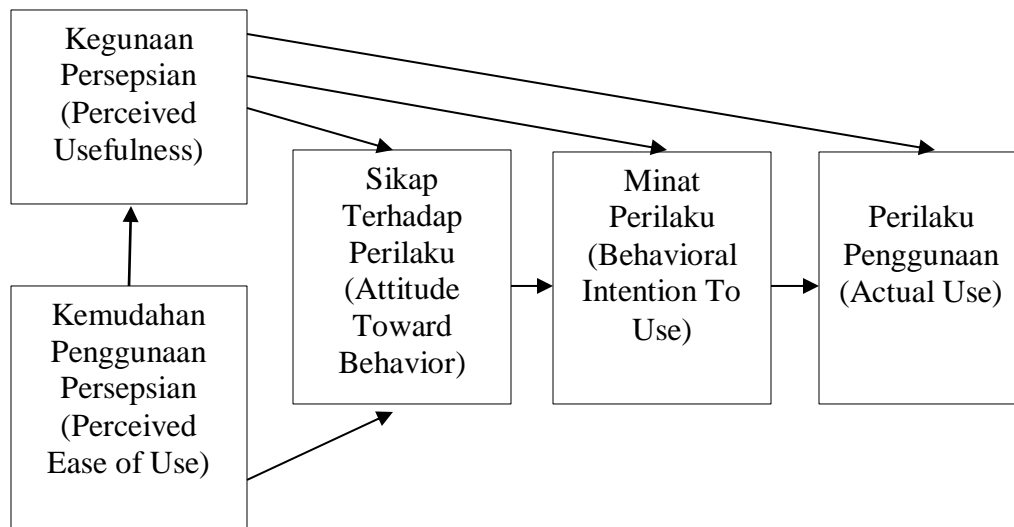 Kegunaan
Persepsian
(Perceived
Usefulness)
Kemudahan
Penggunaan
Persepsian
(Perceived
Ease of Use)
Sikap
Terhadap
Perilaku
(Attitude
Toward
Behavior)
Minat
Perilaku
(Behavioral
Intention To
Use)
Perilaku
Penggunaan
(Actual Use)